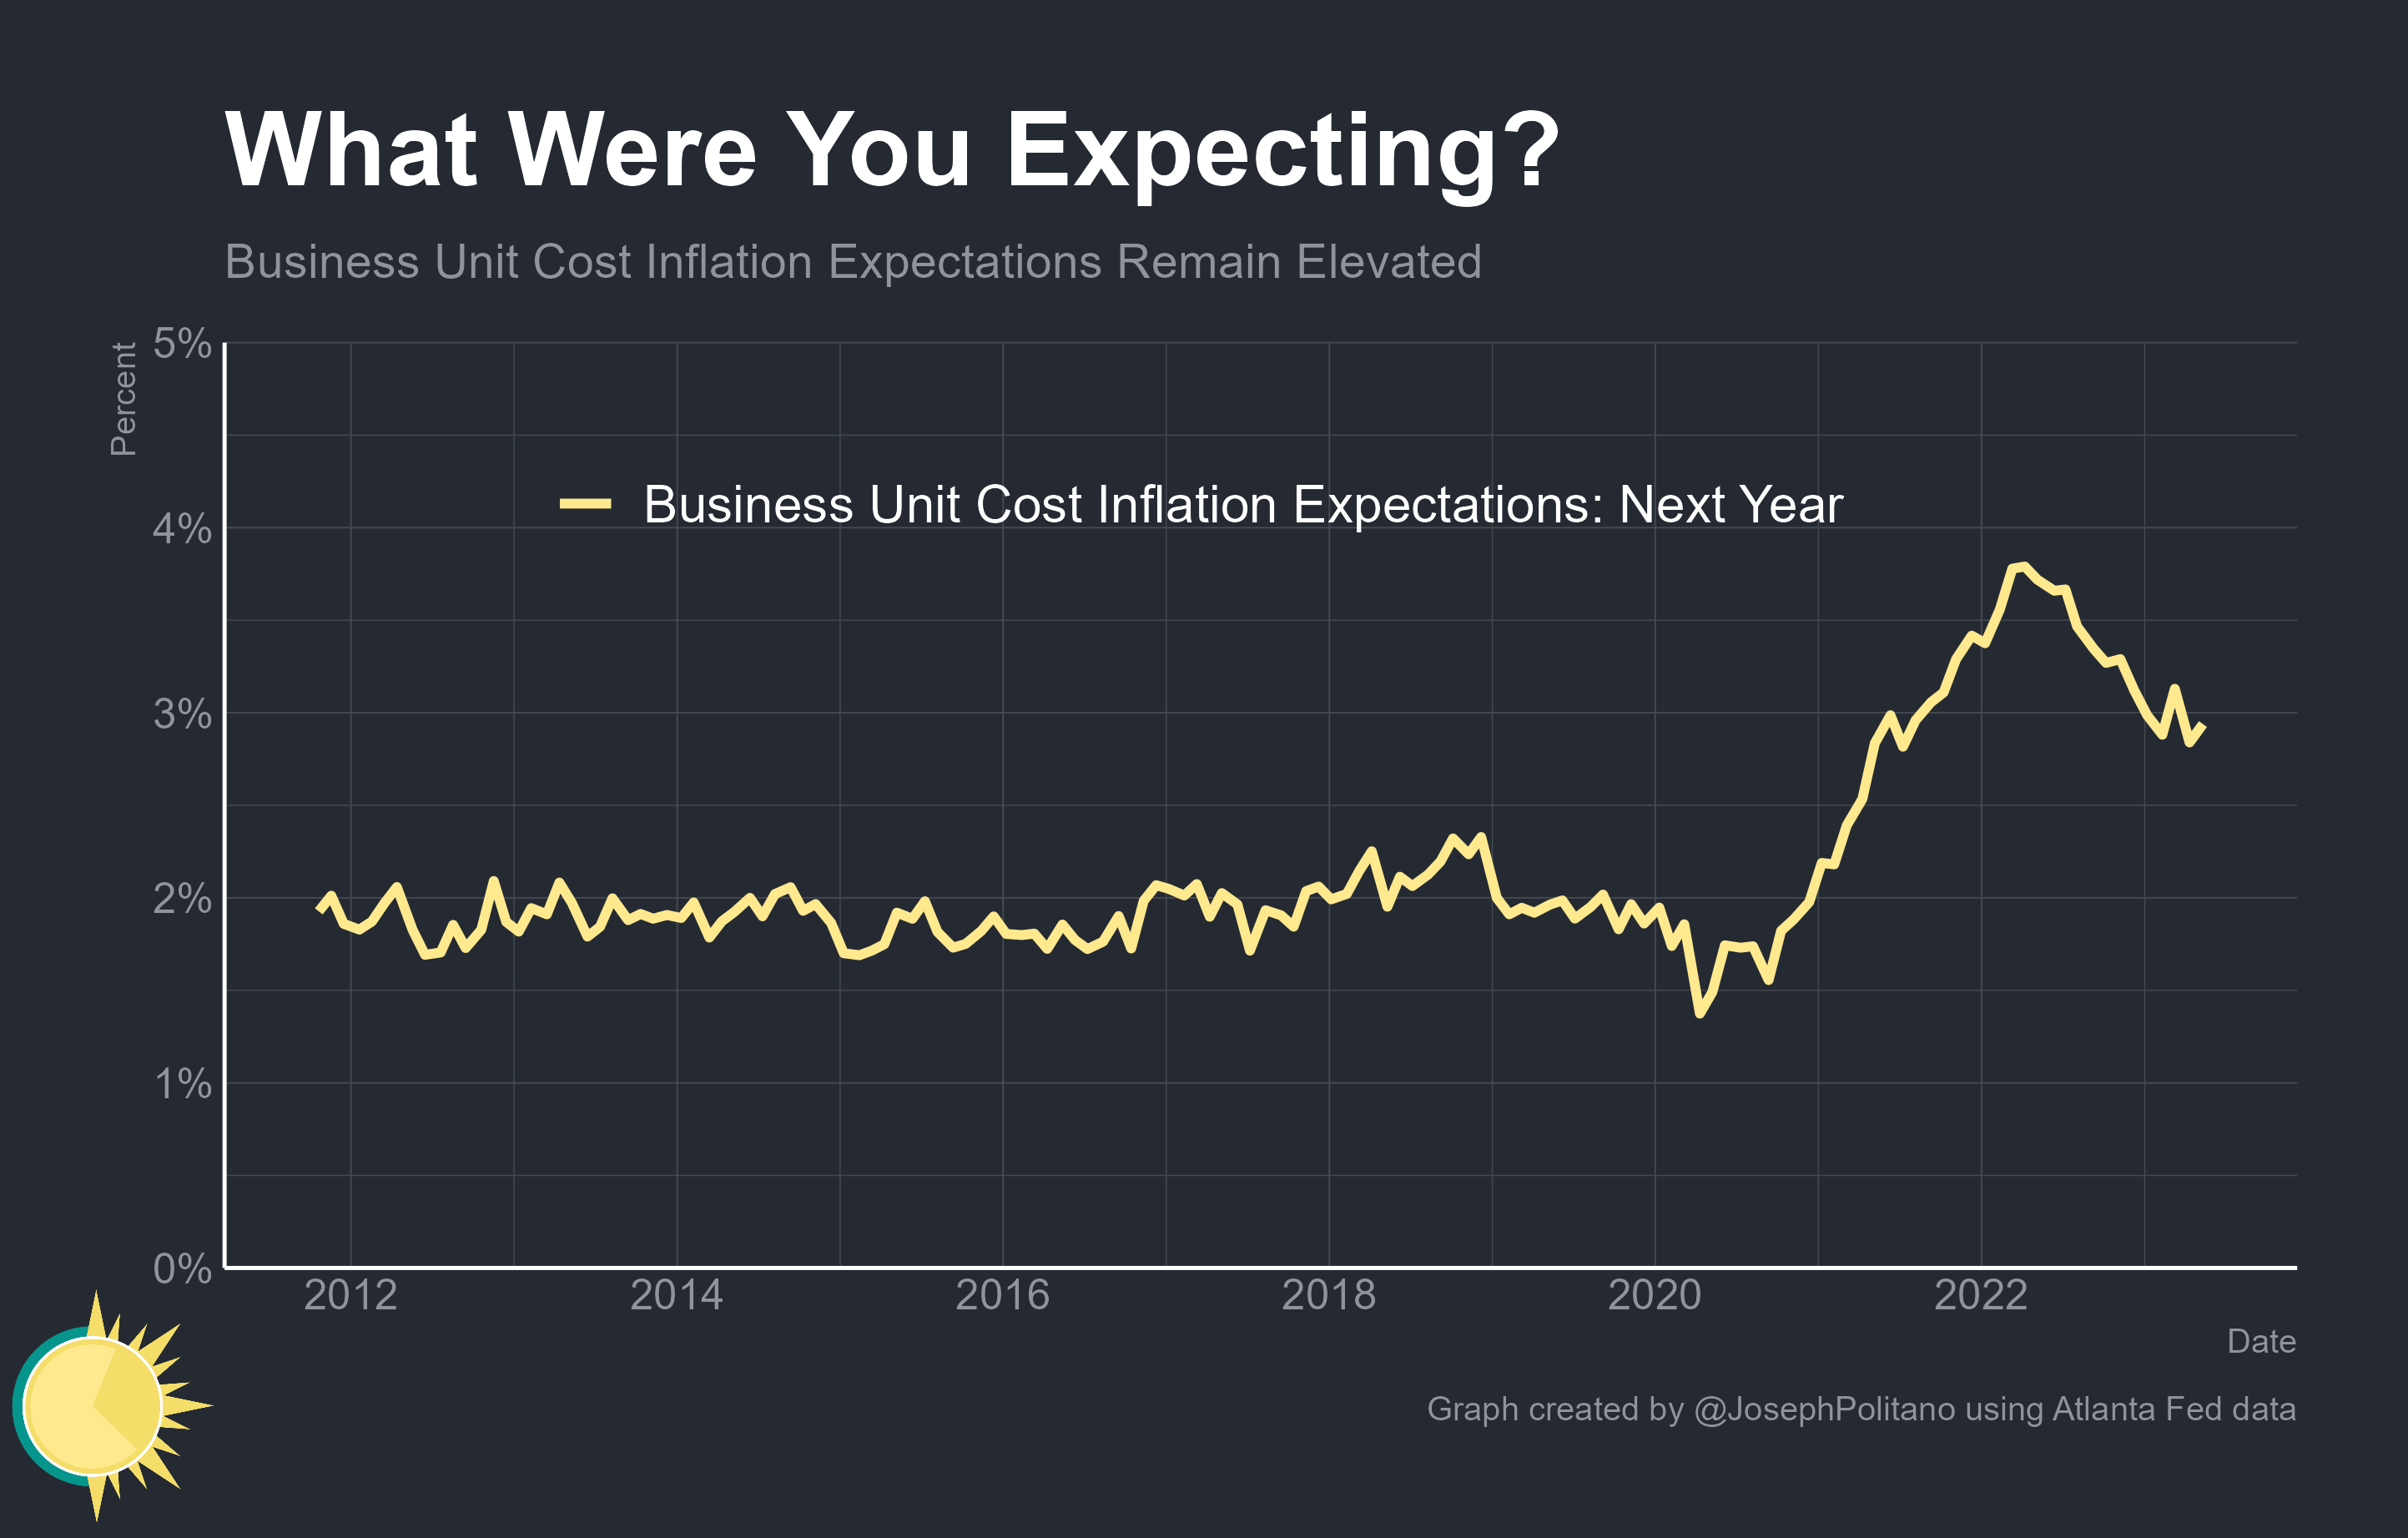 What Were You Expecting?
Business Unit Cost Inflation Expectations Remain Elevated
Percent
5%
Business Unit Cost Inflation Expectations: Next Year
4%
3%
2%
1%
0%
2012 2014 2016 2018 2020 2022
Date
Graph created by @JosephPolitano using Atlanta Fed data